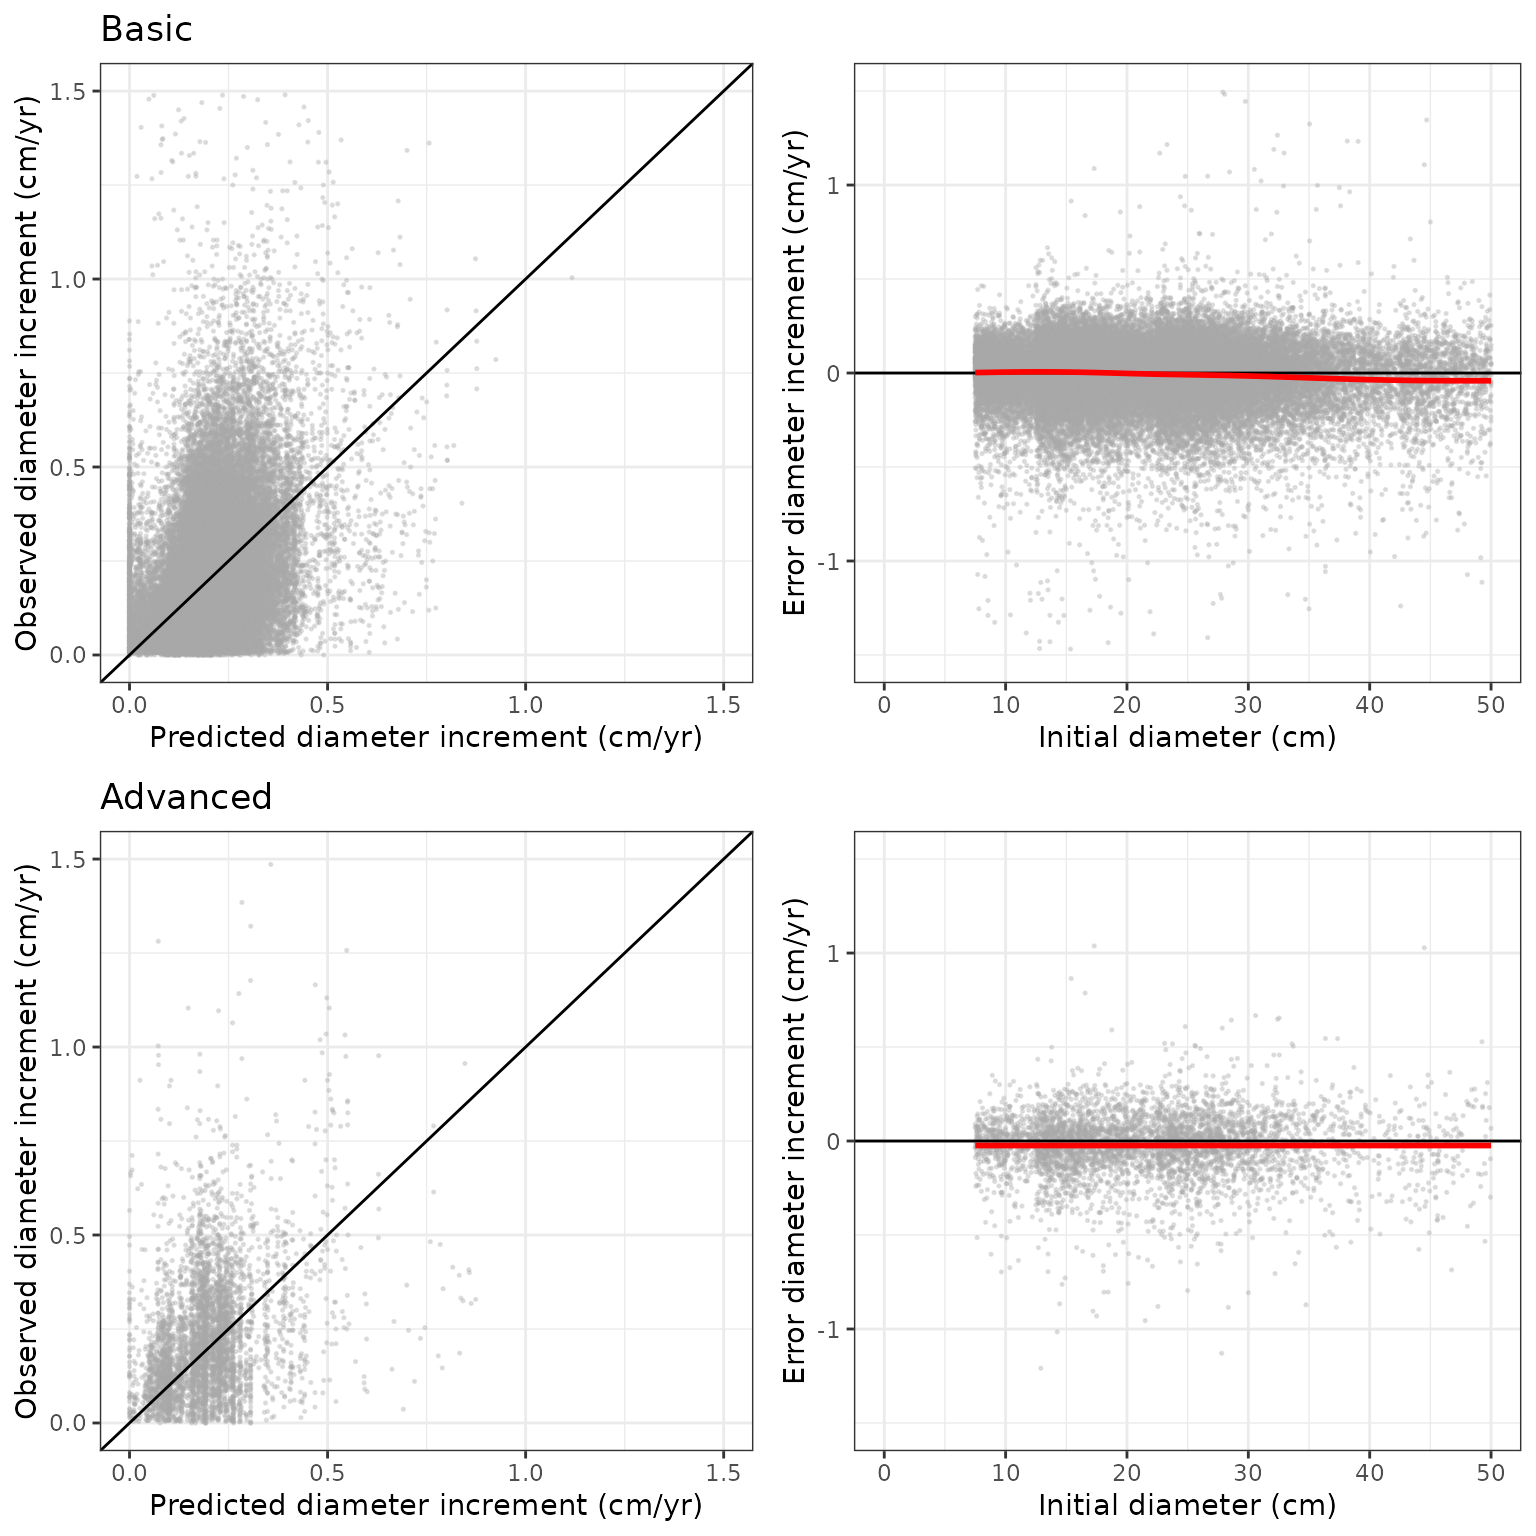 Basic
Observed diameter increment (cm/yr)
1.5
1.0
0.5
0.0
0.0 0.5 1.0 1.5
Predicted diameter increment (cm/yr)
Error diameter increment (cm/yr)
1
0
-1
0 10 20 30 40 50
Initial diameter (cm)
Advanced
Observed diameter increment (cm/yr)
1.5
1.0
0.5
0.0
0.0 0.5 1.0 1.5
Predicted diameter increment (cm/yr)
Error diameter increment (cm/yr)
1
0
-1
0 10 20 30 40 50
Initial diameter (cm)